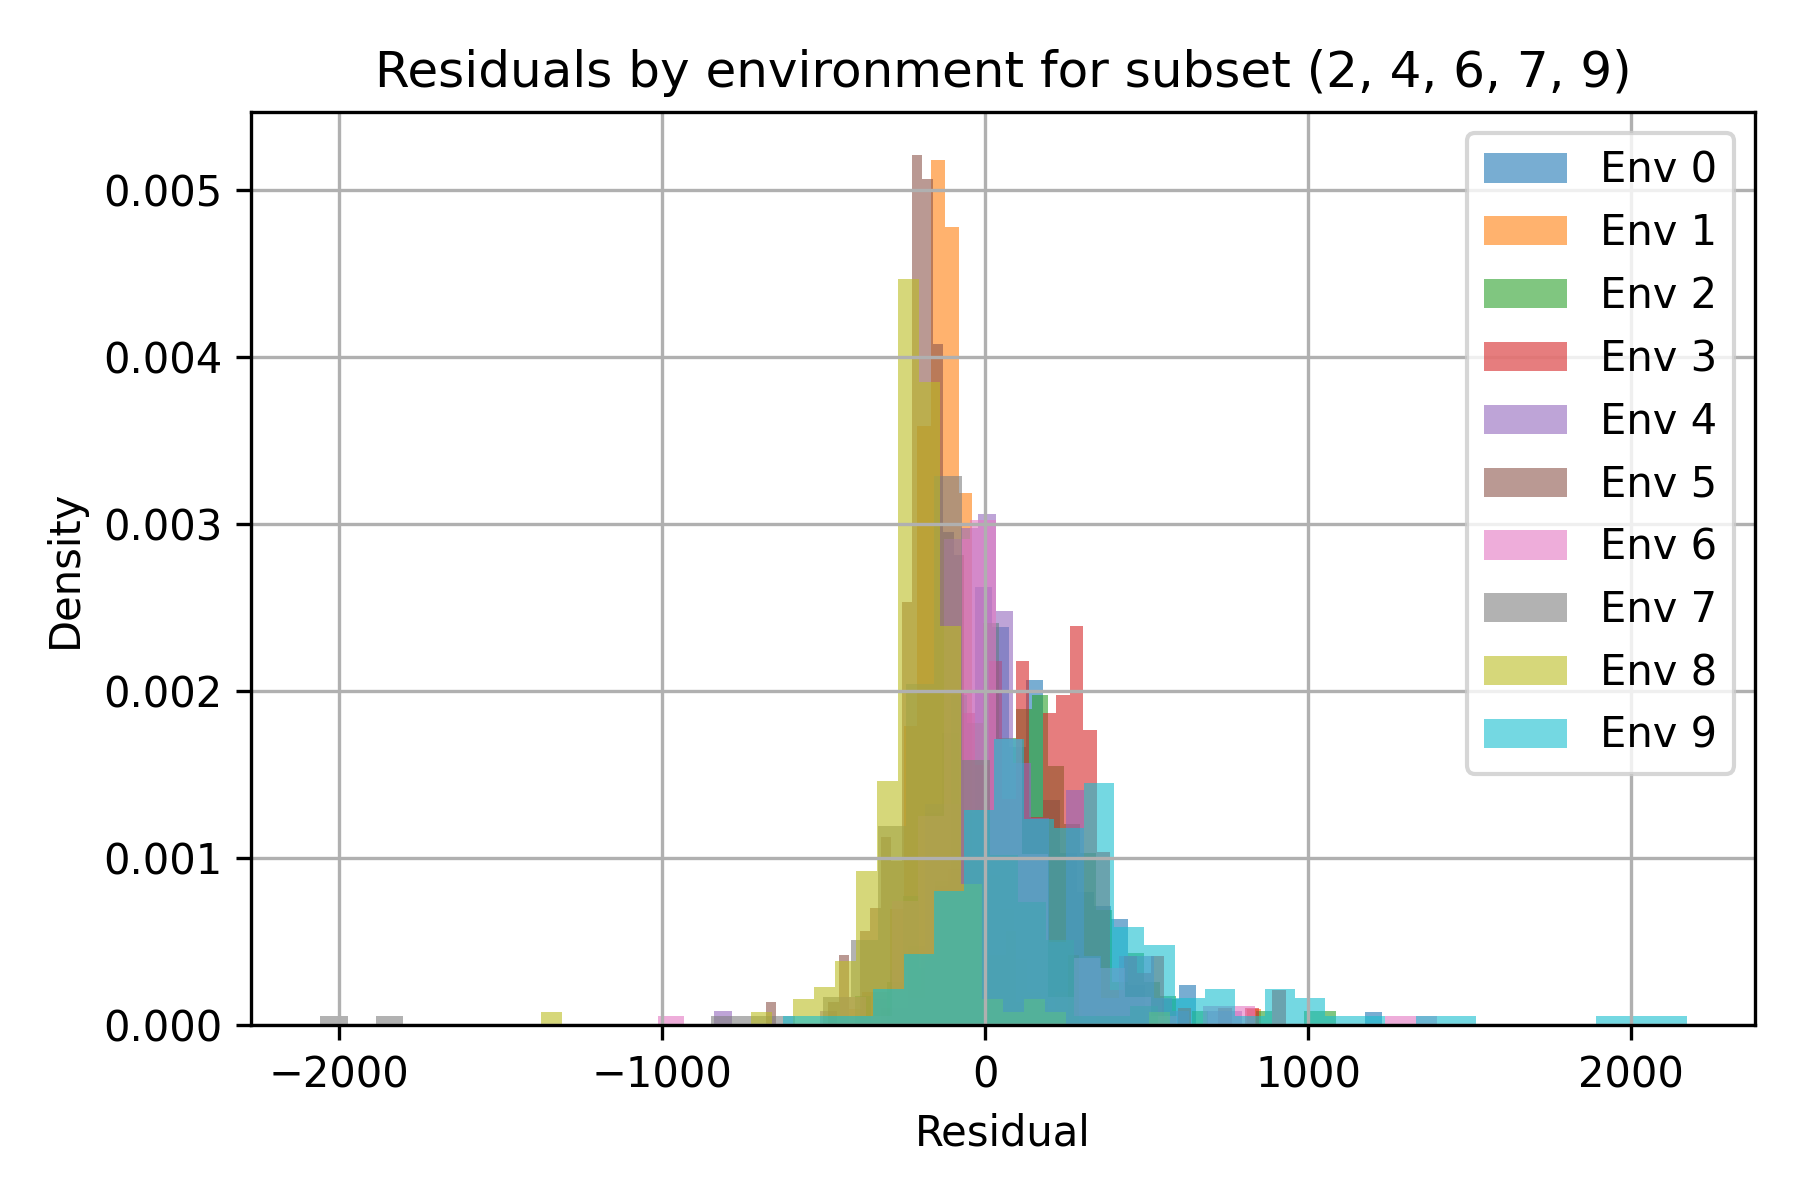 Residuals by environment for subset (2, 4, 6, 7, 9)
Density
0.005
0.004
0.003
0.002
0.001
0.000
−2000
−1000
0
1000
2000
Residual
Env 0
Env 1
Env 2
Env 3
Env 4
Env 5
Env 6
Env 7
Env 8
Env 9